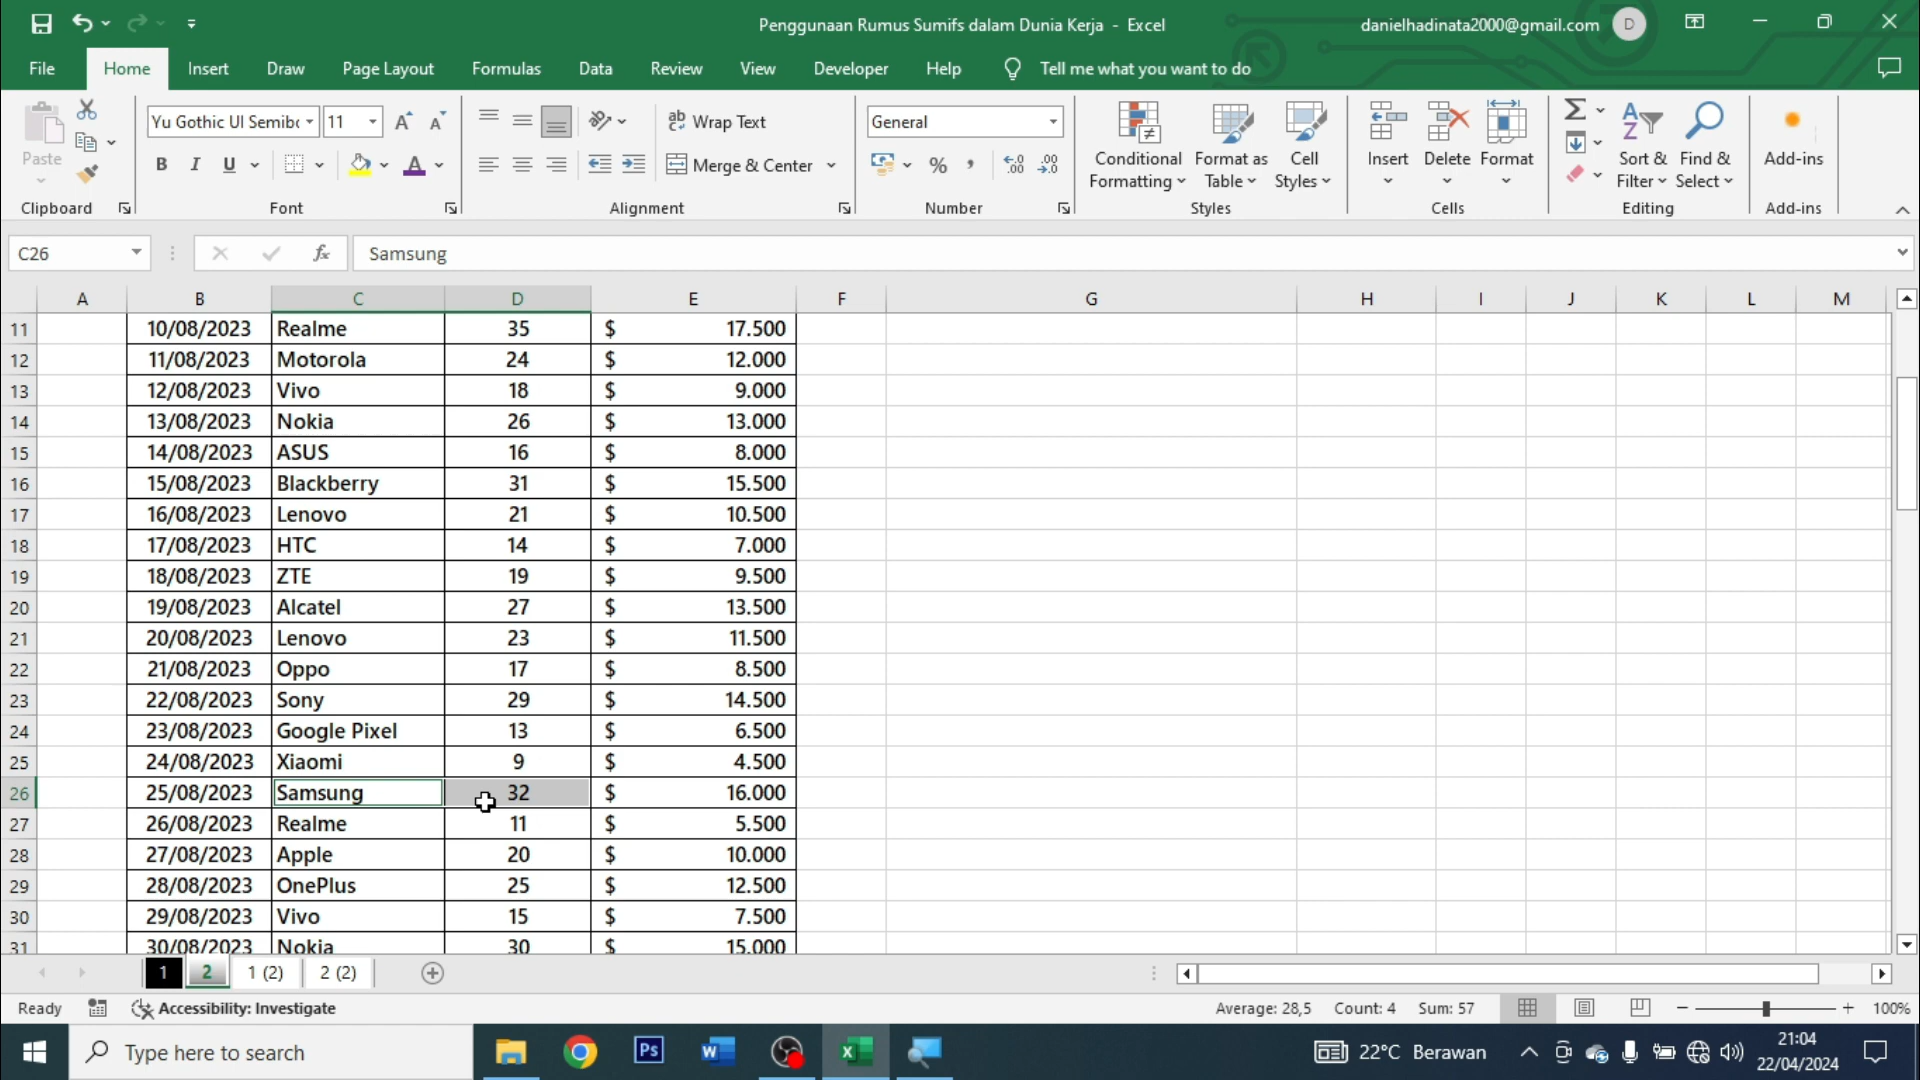 Penggunaan Rumus Sumifs dalam Dunia Kerja - Excel
danielhadinata2000@gmail.com
D
File Home Insert Draw Page Layout Formulas Data Review View Developer Help Tell me what you want to do
Paste
Clipboard
Yu Gothic UI Semibc 11
B I U
Font
Wrap Text
Merge & Center
Alignment
General
Number
Conditional Formatting
Format as Table
Cell Styles
Styles
Insert Delete Format
Cells
Sort & Filter
Find & Select
Editing
Add-ins
Add-ins
C26 fx Samsung
A B C D E F G H I J K L M
11 10/08/2023 Realme 35 $ 17.500
12 11/08/2023 Motorola 24 $ 12.000
13 12/08/2023 Vivo 18 $ 9.000
14 13/08/2023 Nokia 26 $ 13.000
15 14/08/2023 ASUS 16 $ 8.000
16 15/08/2023 Blackberry 31 $ 15.500
17 16/08/2023 Lenovo 21 $ 10.500
18 17/08/2023 HTC 14 $ 7.000
19 18/08/2023 ZTE 19 $ 9.500
20 19/08/2023 Alcatel 27 $ 13.500
21 20/08/2023 Lenovo 23 $ 11.500
22 21/08/2023 Oppo 17 $ 8.500
23 22/08/2023 Sony 29 $ 14.500
24 23/08/2023 Google Pixel 13 $ 6.500
25 24/08/2023 Xiaomi 9 $ 4.500
26 25/08/2023 Samsung 32 $ 16.000
27 26/08/2023 Realme 11 $ 5.500
28 27/08/2023 Apple 20 $ 10.000
29 28/08/2023 OnePlus 25 $ 12.500
30 29/08/2023 Vivo 15 $ 7.500
31 30/08/2023 Nokia 30 $ 15.000
1 2 1 (2) 2 (2)
Ready Accessibility: Investigate Average: 28,5 Count: 4 Sum: 57 100%
Type here to search
Ps
22°C Berawan
21:04
22/04/2024